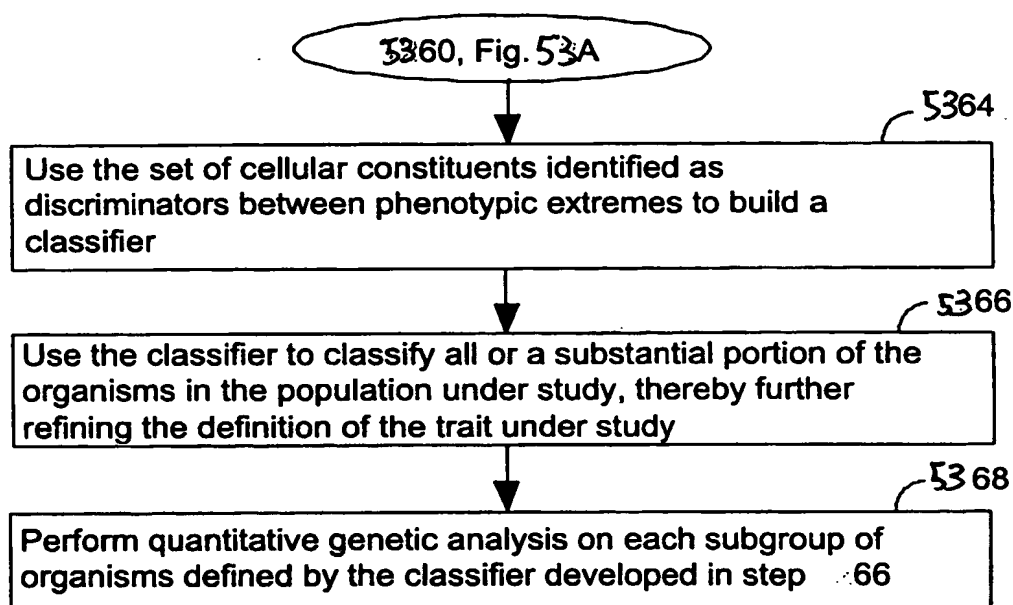 5360, Fig. 53A
5364
Use the set of cellular constituents identified as
discriminators between phenotypic extremes to build a
classifier
5366
Use the classifier to classify all or a substantial portion of the
organisms in the population under study, thereby further
refining the definition of the trait under study
5368
Perform quantitative genetic analysis on each subgroup of
organisms defined by the classifier developed in step 66